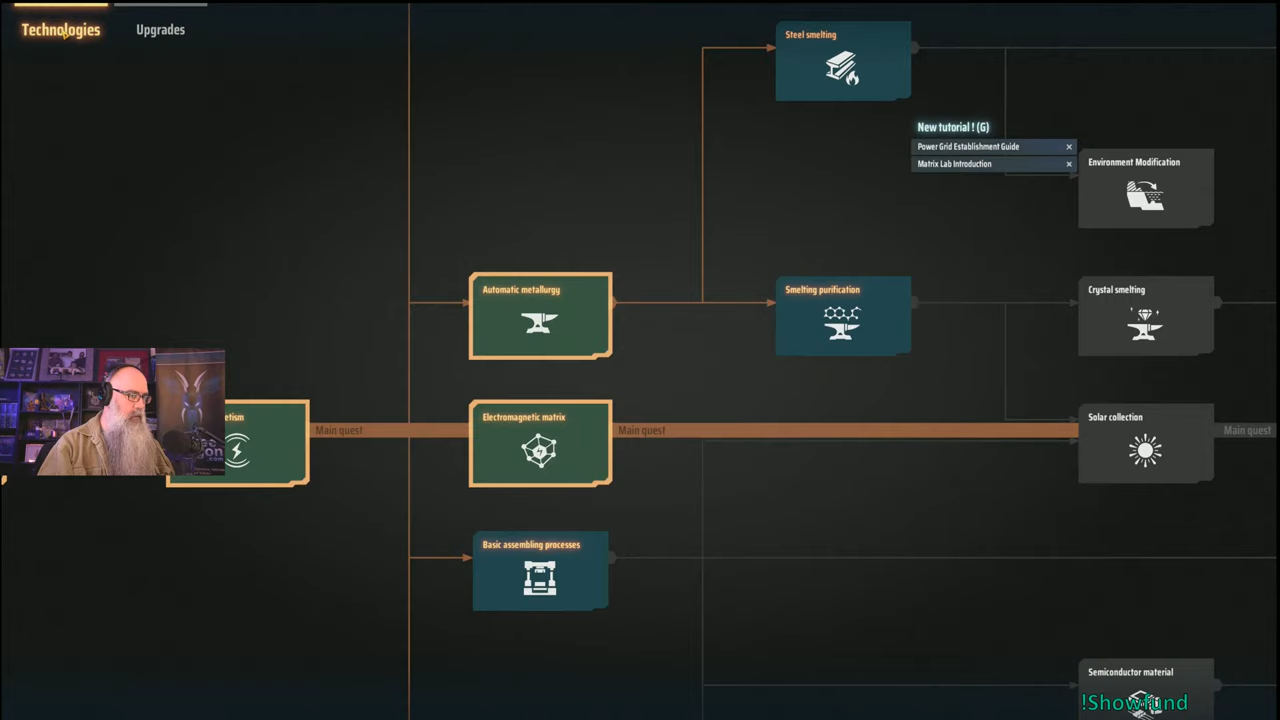 Technologies
Upgrades
Steel smelting
New tutorial ! (G)
Power Grid Establishment Guide
Matrix Lab Introduction
Environment Modification
Automatic metallurgy
Smelting purification
Crystal smelting
etism
Main quest
Electromagnetic matrix
Main quest
Solar collection
Main quest
Basic assembling processes
Semiconductor material
!Showfund